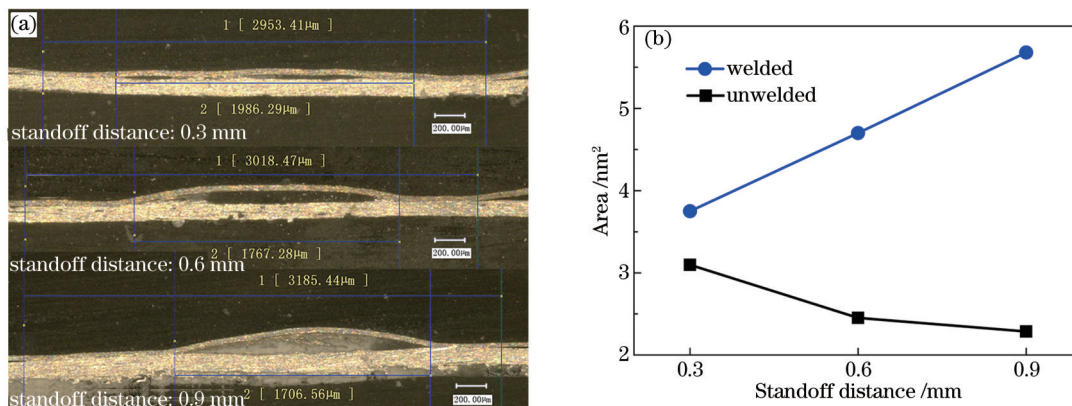 (a)
1 [ 2953.41μm ]
2 [ 1986.29μm ]
200.00μm
standoff distance: 0.3 mm
1 [ 3018.47μm ]
2 [ 1767.28μm ]
200.00μm
standoff distance: 0.6 mm
1 [ 3185.44μm ]
2 [ 1706.56μm ]
200.00μm
standoff distance: 0.9 mm
(b)
welded
unwelded
Area /nm²
6
5
4
3
2
0.3
0.6
0.9
Standoff distance /mm